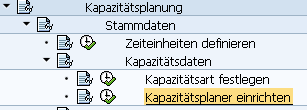 Kapazitätsplanung
Stammdaten
Zeiteinheiten definieren
Kapazitätsdaten
Kapazitätsart festlegen
Kapazitätsplaner einrichten